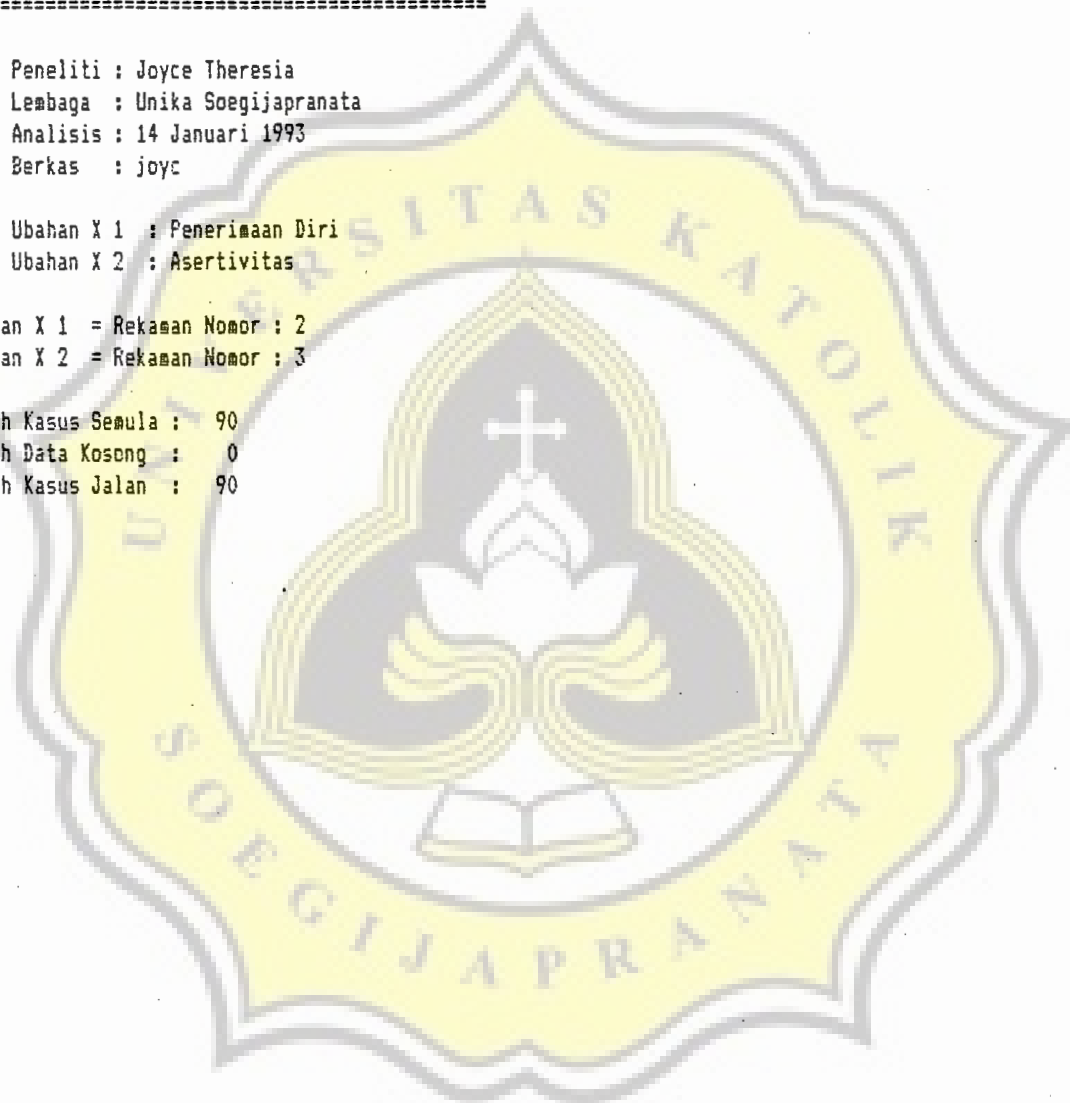 ===========================================
Peneliti : Joyce Theresia
Lembaga : Unika Soegijapranata
Analisis : 14 Januari 1993
Berkas : joyc
Ubahan X 1 : Penerimaan Diri
Ubahan X 2 : Asertivitas
an X 1 = Rekaman Nomor : 2
an X 2 = Rekaman Nomor : 3
h Kasus Semula : 90
h Data Kosong : 0
h Kasus Jalan : 90
UNIVERSITAS KATOLIK
SOEGIJAPRANATA